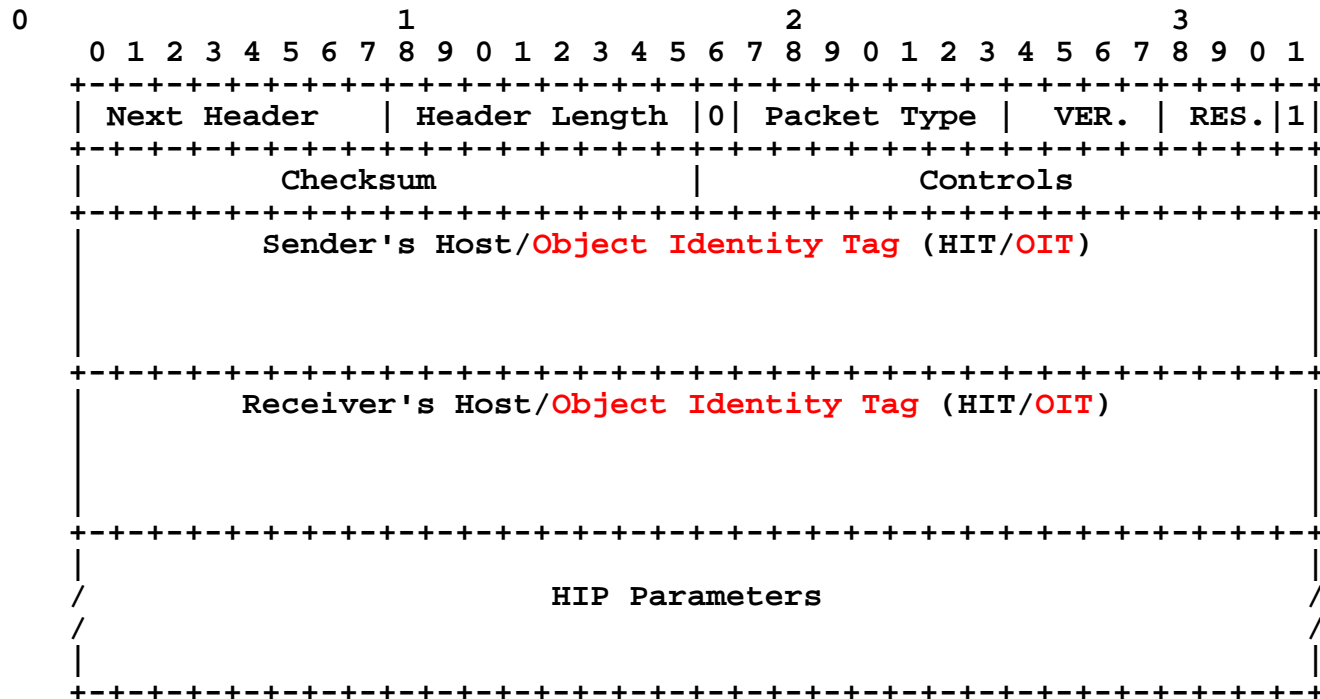 0                   1                   2                   3
 0 1 2 3 4 5 6 7 8 9 0 1 2 3 4 5 6 7 8 9 0 1 2 3 4 5 6 7 8 9 0 1
+-+-+-+-+-+-+-+-+-+-+-+-+-+-+-+-+-+-+-+-+-+-+-+-+-+-+-+-+-+-+-+-+
| Next Header   | Header Length |0| Packet Type |  VER. | RES.|1|
+-+-+-+-+-+-+-+-+-+-+-+-+-+-+-+-+-+-+-+-+-+-+-+-+-+-+-+-+-+-+-+-+
|          Checksum             |           Controls            |
+-+-+-+-+-+-+-+-+-+-+-+-+-+-+-+-+-+-+-+-+-+-+-+-+-+-+-+-+-+-+-+-+
|         Sender's Host/Object Identity Tag (HIT/OIT)           |
|                                                               |
|                                                               |
|                                                               |
+-+-+-+-+-+-+-+-+-+-+-+-+-+-+-+-+-+-+-+-+-+-+-+-+-+-+-+-+-+-+-+-+
|        Receiver's Host/Object Identity Tag (HIT/OIT)          |
|                                                               |
|                                                               |
|                                                               |
+-+-+-+-+-+-+-+-+-+-+-+-+-+-+-+-+-+-+-+-+-+-+-+-+-+-+-+-+-+-+-+-+
|                                                               |
/                        HIP Parameters                         /
/                                                               /
|                                                               |
+-+-+-+-+-+-+-+-+-+-+-+-+-+-+-+-+-+-+-+-+-+-+-+-+-+-+-+-+-+-+-+-+